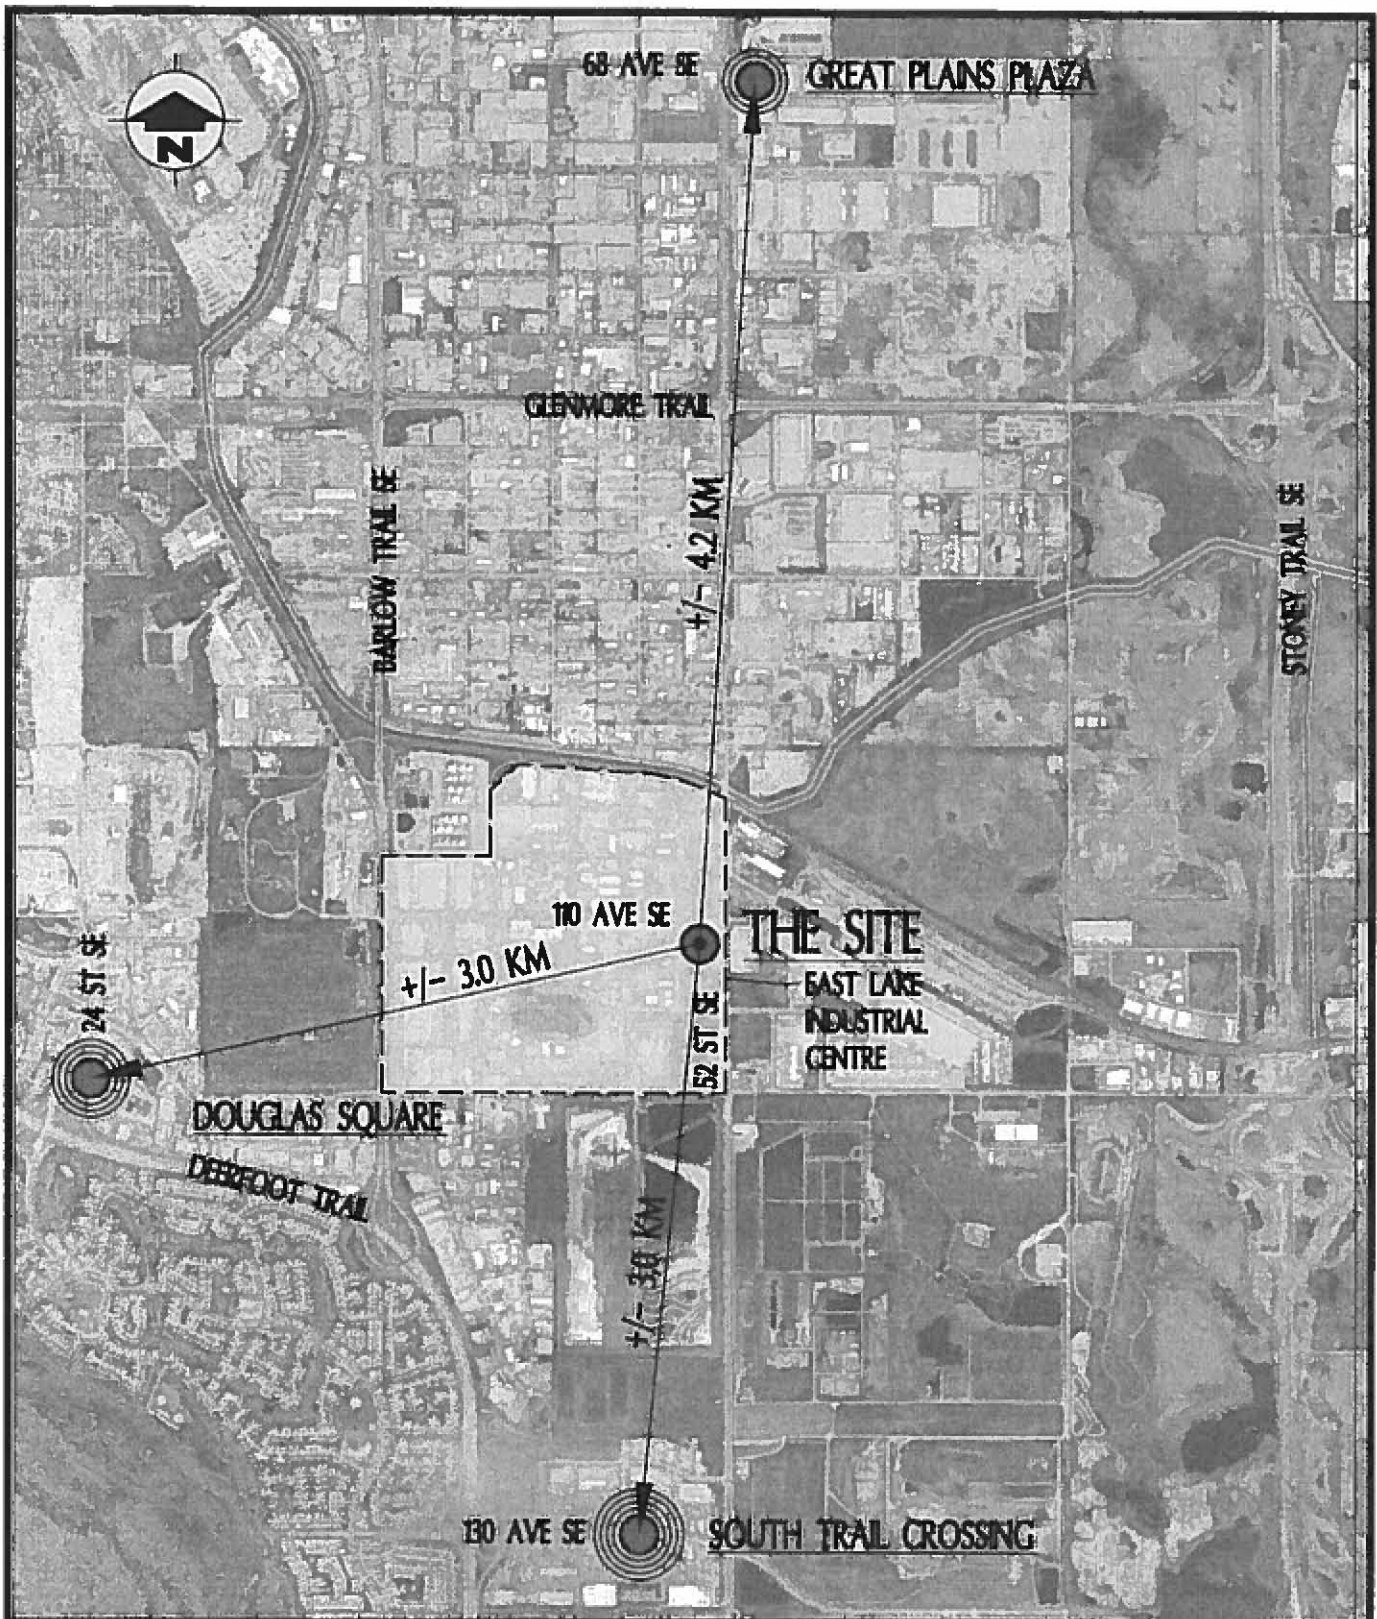 68 AVE SE
GREAT PLAINS PLAZA
N
GLENMORE TRAIL
BARLOW TRAIL SE
+/- 4.2 KM
STONEY TRAIL SE
110 AVE SE
THE SITE
+/- 3.0 KM
EAST LAKE
INDUSTRIAL
CENTRE
24 ST SE
52 ST SE
DOUGLAS SQUARE
DEERFOOT TRAIL
+/- 3.0 KM
130 AVE SE
SOUTH TRAIL CROSSING